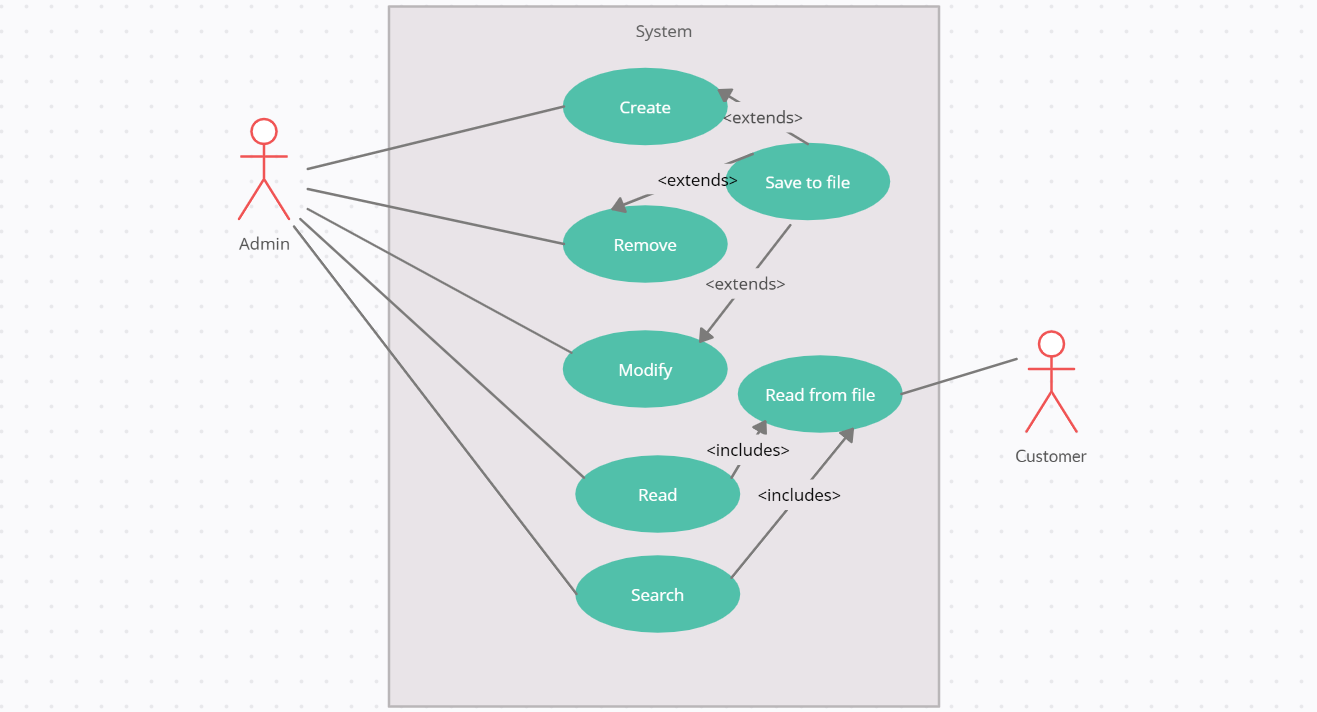 System
Create
<extends>
Save to file
<extends>
Admin
Remove
<extends>
Modify
Read from file
<includes>
Customer
Read
<includes>
Search